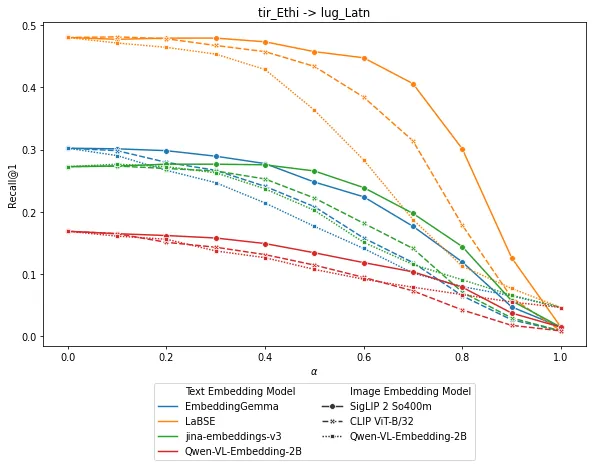 tir_Ethi -> lug_Latn
Recall@1
0.5
0.4
0.3
0.2
0.1
0.0
0.0 0.2 0.4 0.6 0.8 1.0
α
Text Embedding Model
EmbeddingGemma
LaBSE
jina-embeddings-v3
Qwen-VL-Embedding-2B
Image Embedding Model
SigLIP 2 So400m
CLIP ViT-B/32
Qwen-VL-Embedding-2B